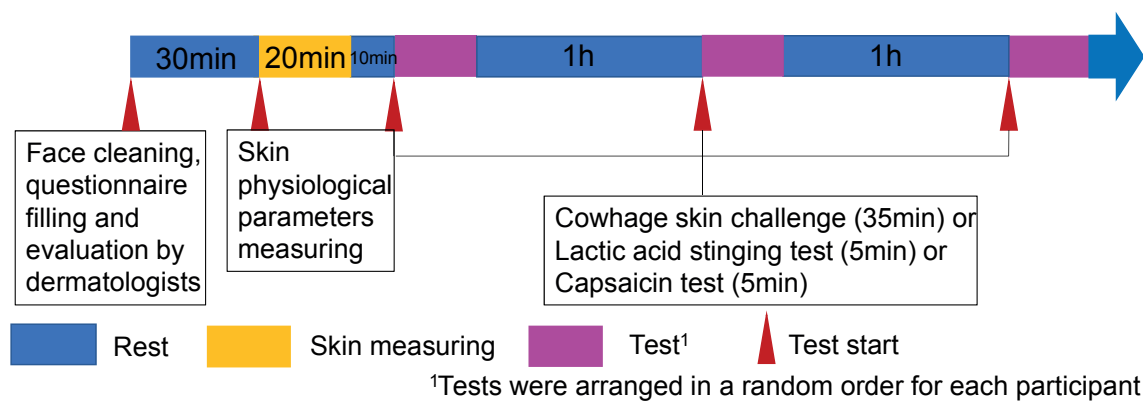 30min
20min
10min
1h
1h
Face cleaning,
questionnaire
filling and
evaluation by
dermatologists
Skin
physiological
parameters
measuring
Cowhage skin challenge (35min) or
Lactic acid stinging test (5min) or
Capsaicin test (5min)
Rest
Skin measuring
Test¹
Test start
¹Tests were arranged in a random order for each participant